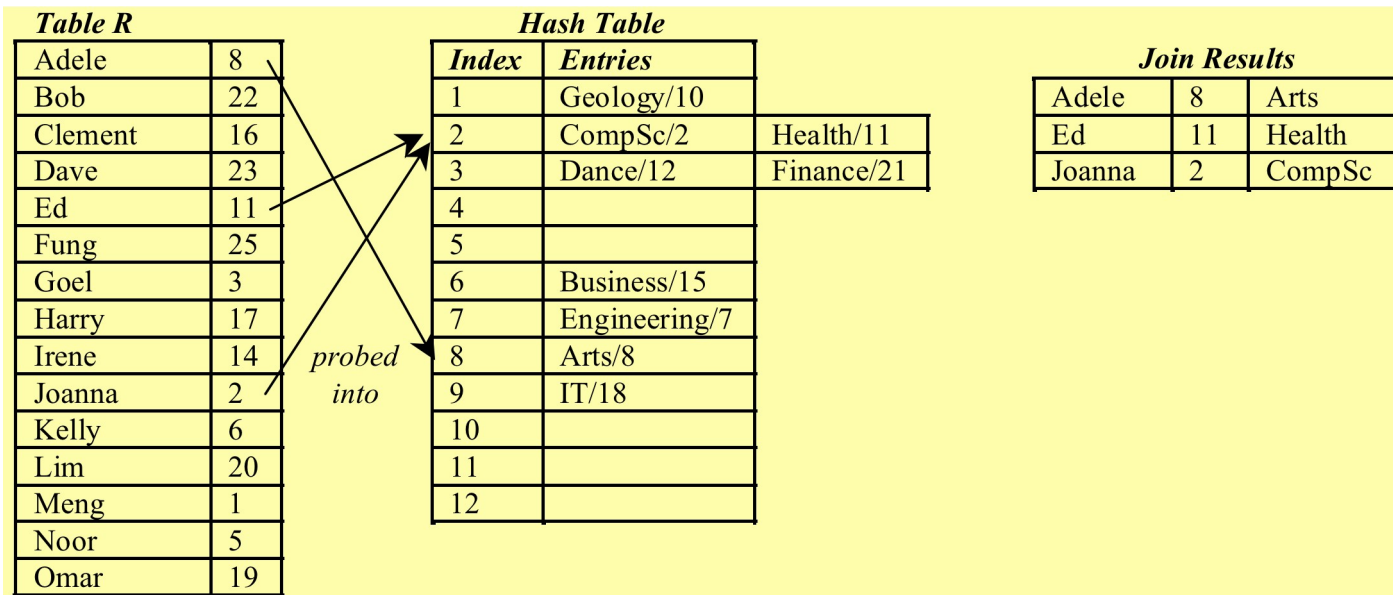 Table R
Adele 8
Bob 22
Clement 16
Dave 23
Ed 11
Fung 25
Goel 3
Harry 17
Irene 14
Joanna 2
Kelly 6
Lim 20
Meng 1
Noor 5
Omar 19
probed
into
Hash Table
Index Entries
1 Geology/10
2 CompSc/2 Health/11
3 Dance/12 Finance/21
4
5
6 Business/15
7 Engineering/7
8 Arts/8
9 IT/18
10
11
12
Join Results
Adele 8 Arts
Ed 11 Health
Joanna 2 CompSc